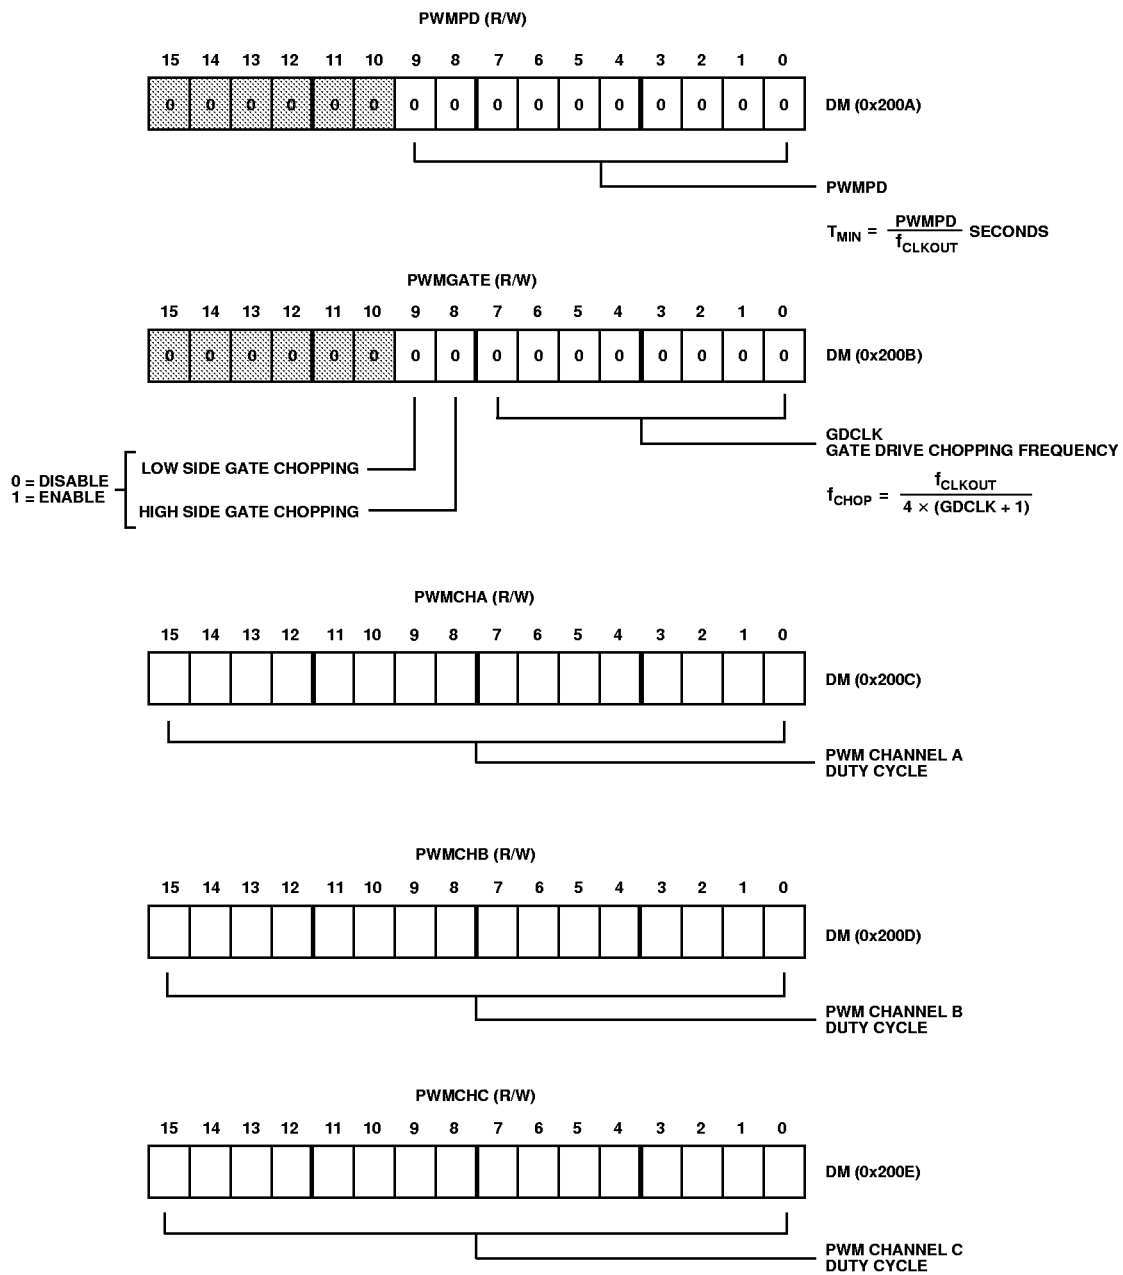 PWMPD (R/W)
15 14 13 12 11 10 9 8 7 6 5 4 3 2 1 0
0 0 0 0 0 0 0 0 0 0 0 0 0 0 0 0 DM (0x200A)
PWMPD
T_MIN = PWMPD / f_CLKOUT SECONDS
PWMGATE (R/W)
15 14 13 12 11 10 9 8 7 6 5 4 3 2 1 0
0 0 0 0 0 0 0 0 0 0 0 0 0 0 0 0 DM (0x200B)
GDCLK
GATE DRIVE CHOPPING FREQUENCY
f_CHOP = f_CLKOUT / 4 × (GDCLK + 1)
0 = DISABLE
1 = ENABLE
LOW SIDE GATE CHOPPING
HIGH SIDE GATE CHOPPING
PWMCHA (R/W)
15 14 13 12 11 10 9 8 7 6 5 4 3 2 1 0
DM (0x200C)
PWM CHANNEL A
DUTY CYCLE
PWMCHB (R/W)
15 14 13 12 11 10 9 8 7 6 5 4 3 2 1 0
DM (0x200D)
PWM CHANNEL B
DUTY CYCLE
PWMCHC (R/W)
15 14 13 12 11 10 9 8 7 6 5 4 3 2 1 0
DM (0x200E)
PWM CHANNEL C
DUTY CYCLE